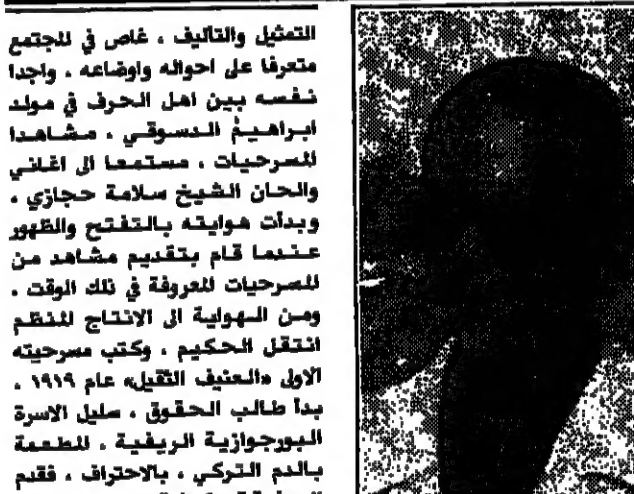 التمثيل والتأليف ، غاص في المجتمع
متعرفا على احواله واوضاعه ، واجدا
نفسه بين اهل الحرف في مولد
ابراهيم الدسوقي ، مشاهدا
المسرحيات ، مستمعا الى اغاني
والحان الشيخ سلامة حجازي ،
وبدأت هوايته بالتفتح والظهور
عندما قام بتقديم مشاهد من
المسرحيات المعروفة في ذلك الوقت .
ومن الهواية الى الانتاج المنظم
انتقل الحكيم ، وكتب مسرحيته
الاولى «العنيف الثقيل» عام ١٩١٩ .
بدأ طالب الحقوق ، سليل الاسرة
البورجوازية الريفية ، المطعمة
بالدم التركي ، بالاحتراف ، فقدم